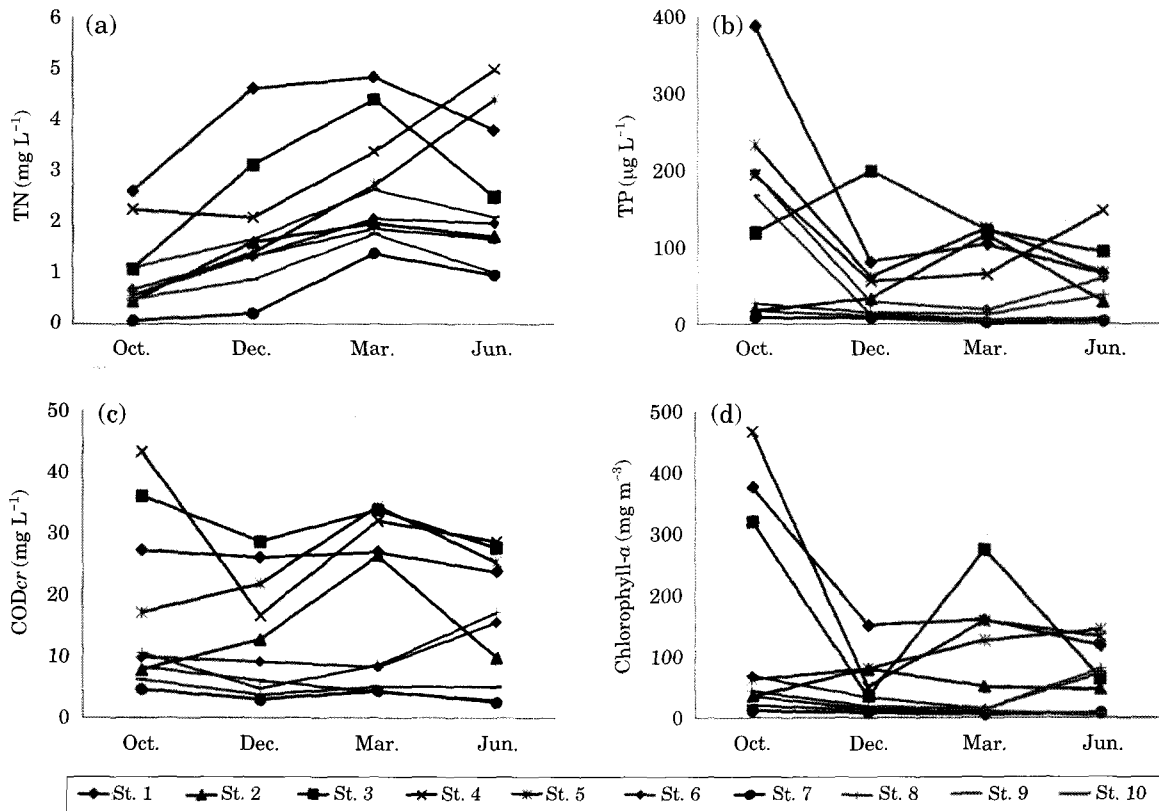 (a)
TN (mg L⁻¹)
6
5
4
3
2
1
0
Oct. Dec. Mar. Jun.
(b)
TP (µg L⁻¹)
400
300
200
100
0
Oct. Dec. Mar. Jun.
(c)
CODcr (mg L⁻¹)
50
40
30
20
10
0
Oct. Dec. Mar. Jun.
(d)
Chlorophyll-a (mg m⁻³)
500
400
300
200
100
0
Oct. Dec. Mar. Jun.
St. 1 St. 2 St. 3 St. 4 St. 5 St. 6 St. 7 St. 8 St. 9 St. 10